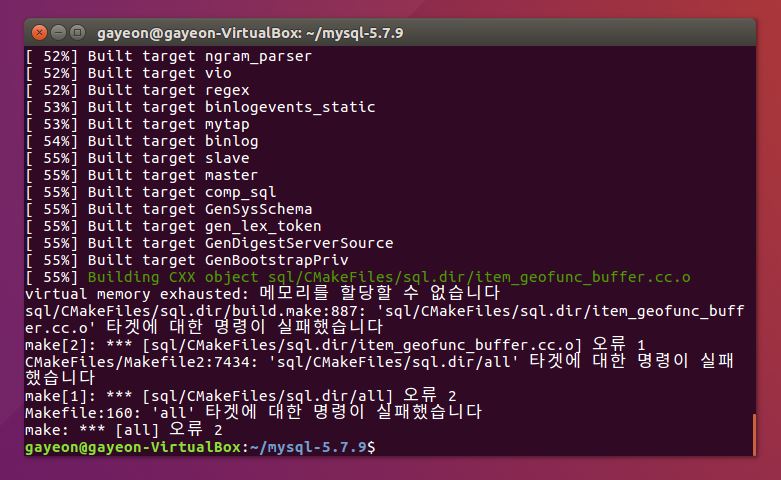 gayeon@gayeon-VirtualBox: ~/mysql-5.7.9
[ 52%] Built target ngram_parser
[ 52%] Built target vio
[ 52%] Built target regex
[ 53%] Built target binlogevents_static
[ 53%] Built target mytap
[ 54%] Built target binlog
[ 55%] Built target slave
[ 55%] Built target master
[ 55%] Built target comp_sql
[ 55%] Built target GenSysSchema
[ 55%] Built target gen_lex_token
[ 55%] Built target GenDigestServerSource
[ 55%] Built target GenBootstrapPriv
[ 55%] Building CXX object sql/CMakeFiles/sql.dir/item_geofunc_buffer.cc.o
virtual memory exhausted: 메모리를 할당할 수 없습니다
sql/CMakeFiles/sql.dir/build.make:887: 'sql/CMakeFiles/sql.dir/item_geofunc_buff
er.cc.o' 타겟에 대한 명령이 실패했습니다
make[2]: *** [sql/CMakeFiles/sql.dir/item_geofunc_buffer.cc.o] 오류 1
CMakeFiles/Makefile2:7434: 'sql/CMakeFiles/sql.dir/all' 타겟에 대한 명령이 실패
했습니다
make[1]: *** [sql/CMakeFiles/sql.dir/all] 오류 2
Makefile:160: 'all' 타겟에 대한 명령이 실패했습니다
make: *** [all] 오류 2
gayeon@gayeon-VirtualBox:~/mysql-5.7.9$